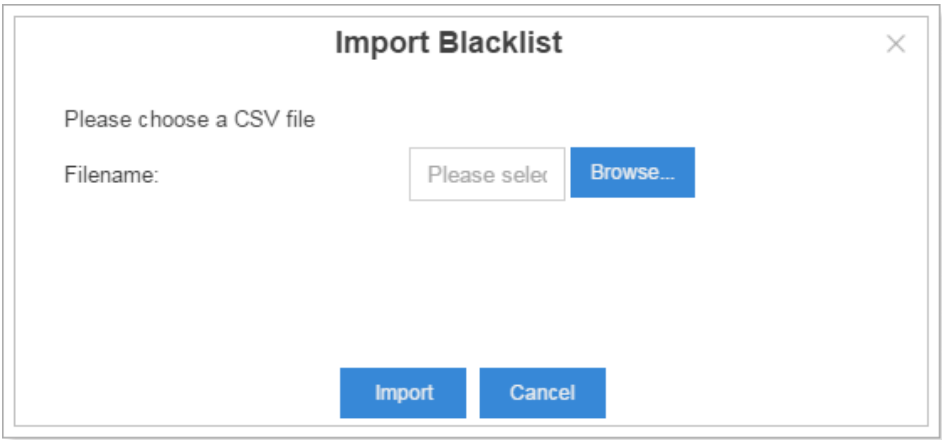 Import Blacklist
Please choose a CSV file
Filename: Please selec Browse...
Import Cancel